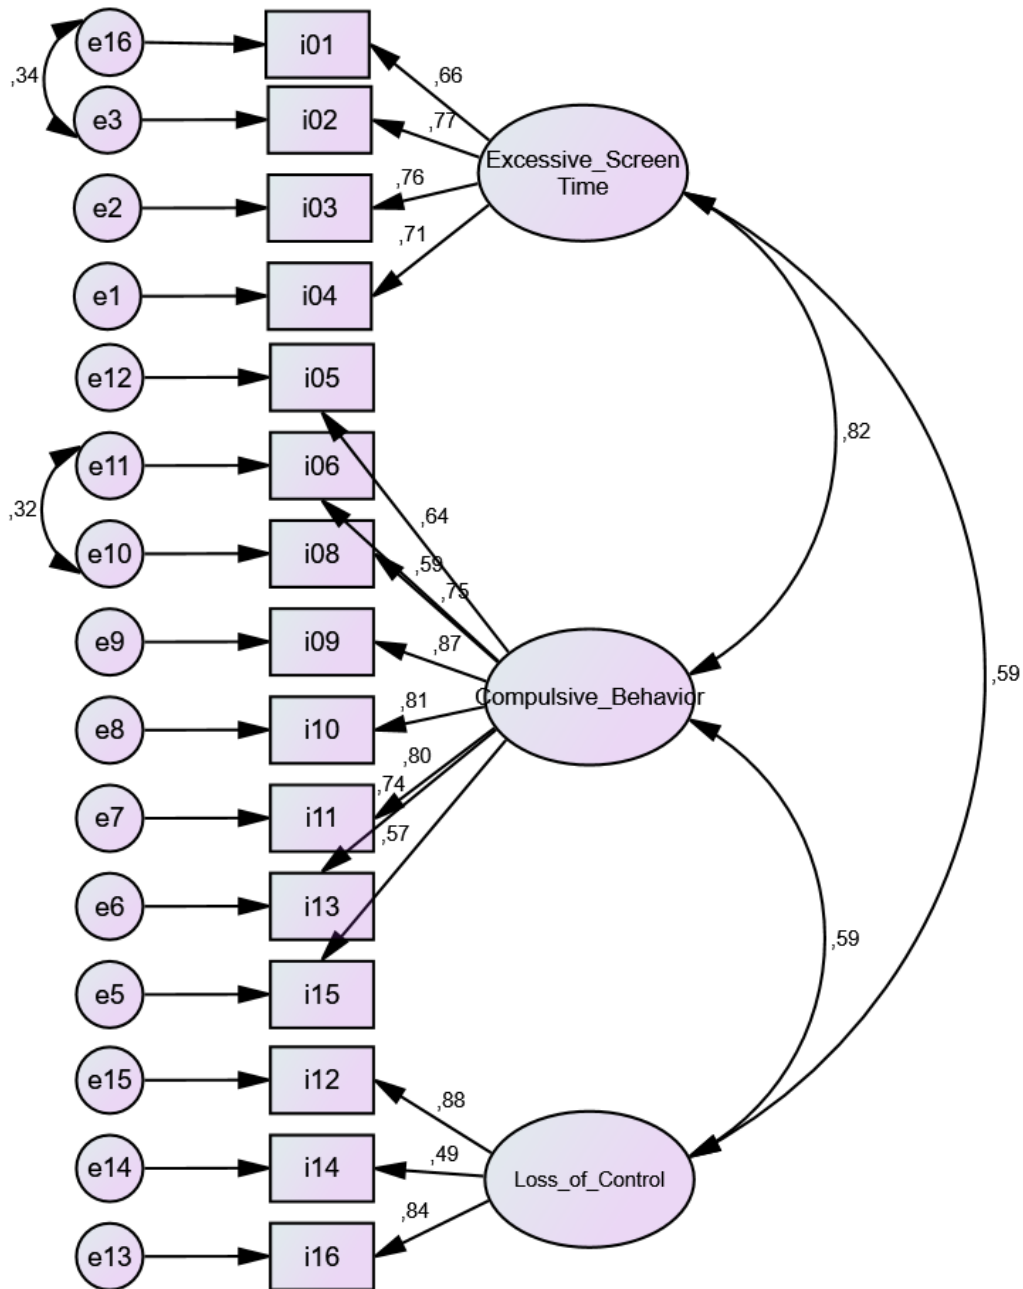 e16
i01
,34
,66
e3
i02
,77
Excessive_Screen
Time
,76
e2
i03
,71
e1
i04
e12
i05
,82
e11
i06
,32
,64
e10
i08
,59
,75
e9
i09
,87
,59
Compulsive_Behavior
,81
e8
i10
,80
,74
e7
i11
,57
e6
i13
,59
e5
i15
e15
i12
,88
,49
e14
i14
Loss_of_Control
,84
e13
i16